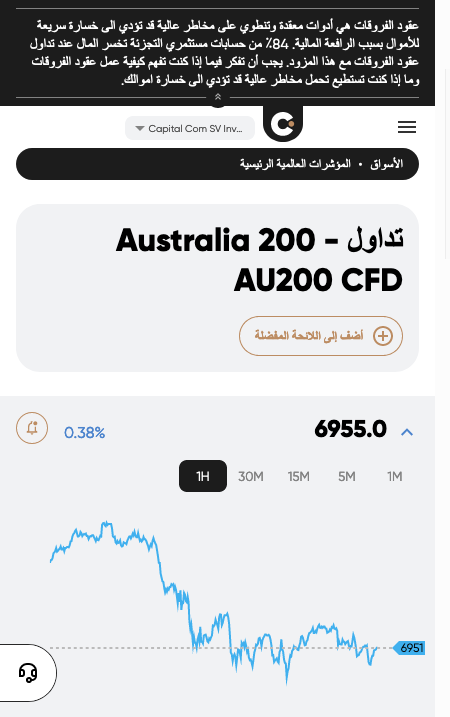 عقود الفروقات هي أدوات معقدة وتنطوي على مخاطر عالية قد تؤدي الى خسارة سريعة
للأموال بسبب الرافعة المالية. 84٪ من حسابات مستثمري التجزئة تخسر المال عند تداول
عقود الفروقات مع هذا المزود. يجب أن تفكر فيما إذا كنت تفهم كيفية عمل عقود الفروقات
وما إذا كنت تستطيع تحمل مخاطر عالية قد تؤدي الى خسارة اموالك.
Capital Com SV Inv...
الأسواق • المؤشرات العالمية الرئيسية
تداول Australia 200 -
AU200 CFD
أضف إلى اللائحة المفضلة
6955.0
0.38%
1H 30M 15M 5M 1M
6951